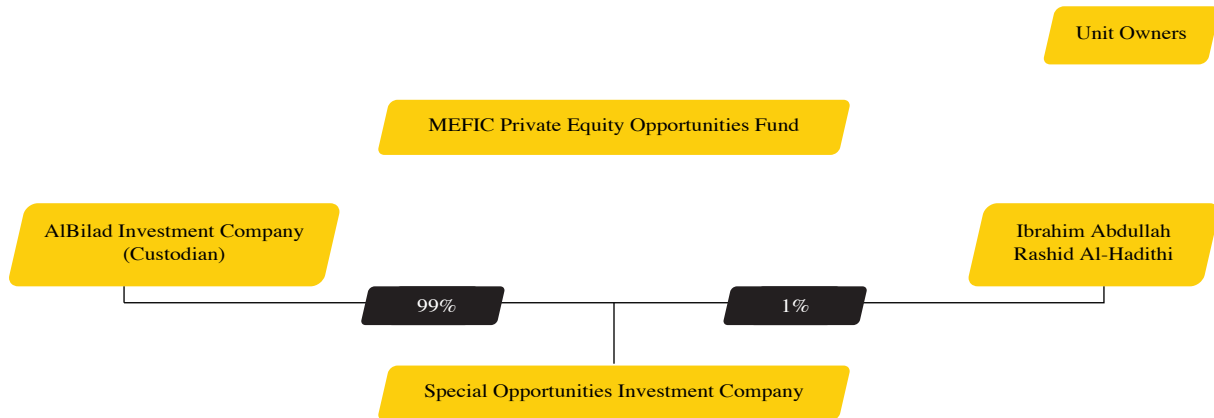 Unit Owners
MEFIC Private Equity Opportunities Fund
AlBilad Investment Company
(Custodian)
Ibrahim Abdullah
Rashid Al-Hadithi
99%
1%
Special Opportunities Investment Company